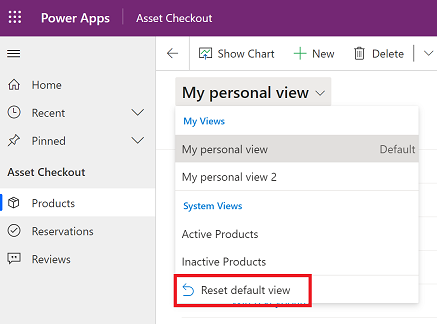 Power Apps Asset Checkout
Show Chart New Delete
Home
Recent
Pinned
Asset Checkout
Products
Reservations
Reviews
My personal view
My Views
My personal view Default
My personal view 2
System Views
Active Products
Inactive Products
Reset default view